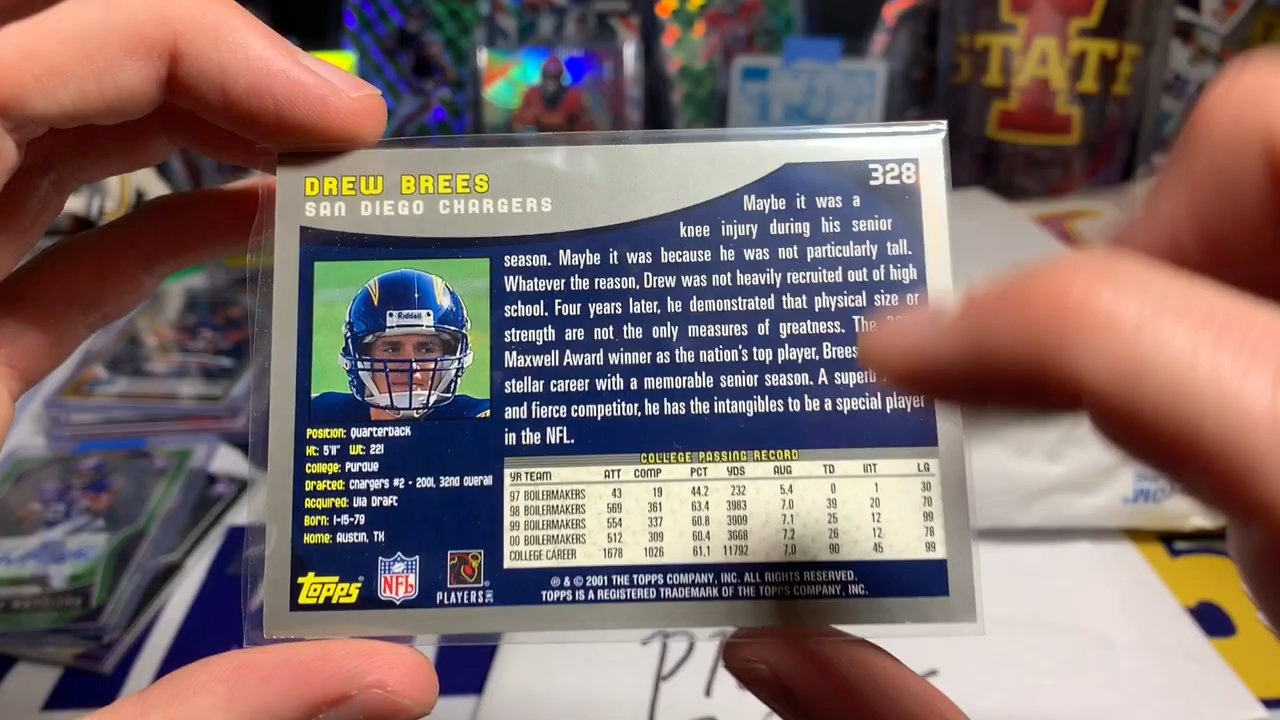 STATE
DREW BREES
SAN DIEGO CHARGERS
328
Maybe it was a
knee injury during his senior
season. Maybe it was because he was not particularly tall.
Whatever the reason, Drew was not heavily recruited out of high
school. Four years later, he demonstrated that physical size or
strength are not the only measures of greatness. The
Maxwell Award winner as the nation's top player, Brees
stellar career with a memorable senior season. A superb
and fierce competitor, he has the intangibles to be a special player
in the NFL.
Riddell
Position: Quarterback
Ht: 5'11" Wt: 221
College: Purdue
Drafted: Chargers #2 - 2001, 32nd overall
Acquired: Via Draft
Born: 1-15-79
Home: Austin, TX
COLLEGE PASSING RECORD
YR TEAM ATT COMP PCT YDS AVG TD INT LG
97 BOILERMAKERS 43 19 44.2 232 5.4 0 1 30
98 BOILERMAKERS 569 361 63.4 3983 7.0 39 20 70
99 BOILERMAKERS 554 337 60.8 3909 7.1 25 12 99
00 BOILERMAKERS 512 309 60.4 3668 7.2 26 12 78
COLLEGE CAREER 1678 1026 61.1 11792 7.0 90 45 99
Topps
NFL
PLAYERS INC
℗ & © 2001 THE TOPPS COMPANY, INC. ALL RIGHTS RESERVED.
TOPPS IS A REGISTERED TRADEMARK OF THE TOPPS COMPANY, INC.